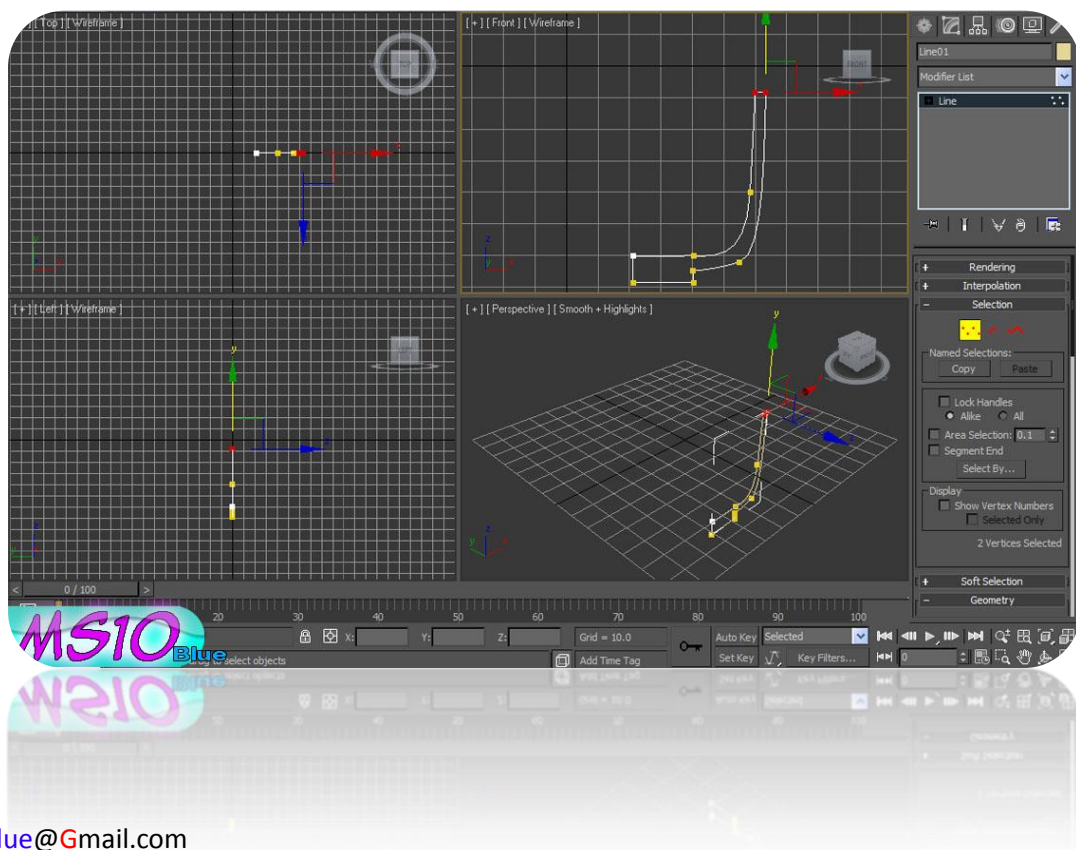 [ Top ] [ Wireframe ]
[ + ] [ Front ] [ Wireframe ]
TOP
FRONT
Line01
Modifier List
Line
Rendering
Interpolation
Selection
Named Selections:
Copy Paste
Lock Handles
Alike All
Area Selection: 0.1
Segment End
Select By...
Display
Show Vertex Numbers
Selected Only
2 Vertices Selected
Soft Selection
Geometry
[ + ] [ Left ] [ Wireframe ]
LEFT
[ + ] [ Perspective ] [ Smooth + Highlights ]
0 / 100
20 30 40 50 60 70 80 90 100
X: Y: Z: Grid = 10.0 Auto Key Selected
drag to select objects Add Time Tag Set Key Key Filters... 0
MS10
Blue
lue@Gmail.com